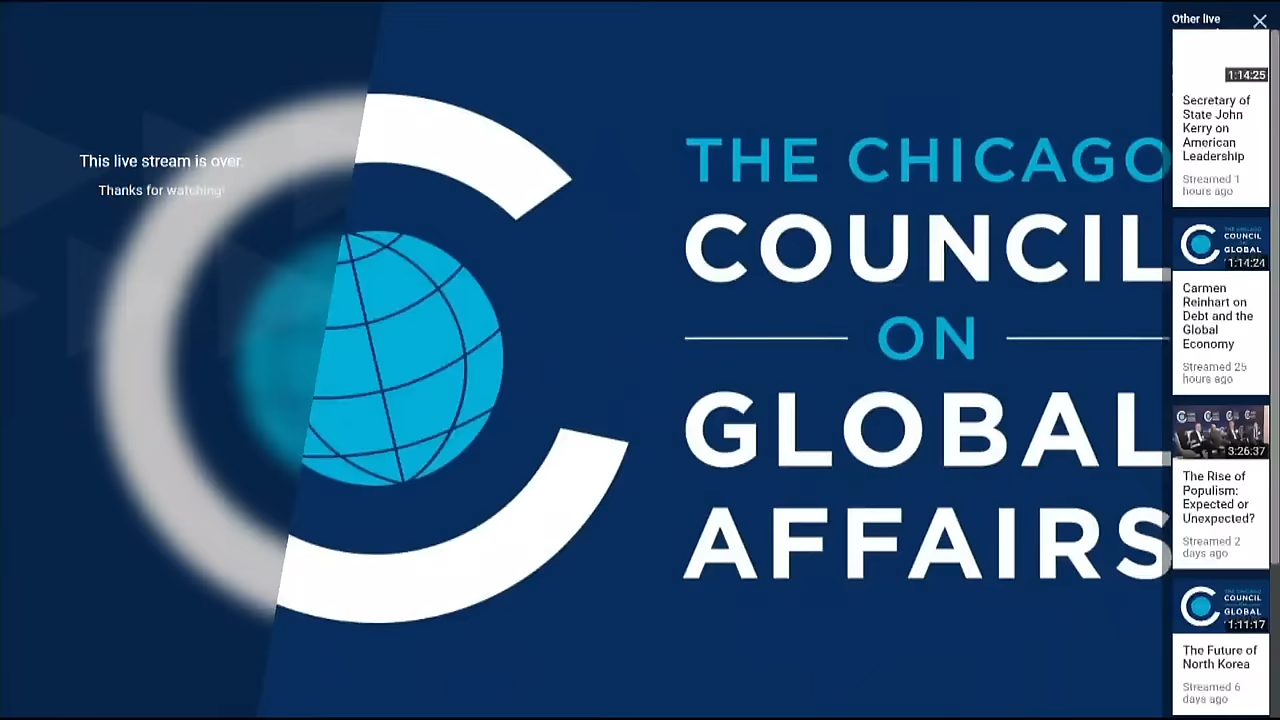 This live stream is over.
Thanks for watching!
THE CHICAGO
COUNCIL
ON
GLOBAL
AFFAIRS
Other live
1:14:25
Secretary of
State John
Kerry on
American
Leadership
Streamed 1
hours ago
COUNCIL
GLOBAL
1:14:24
Carmen
Reinhart on
Debt and the
Global
Economy
Streamed 25
hours ago
3:26:37
The Rise of
Populism:
Expected or
Unexpected?
Streamed 2
days ago
THE CHICAGO
COUNCIL
GLOBAL
1:11:17
The Future of
North Korea
Streamed 6
days ago